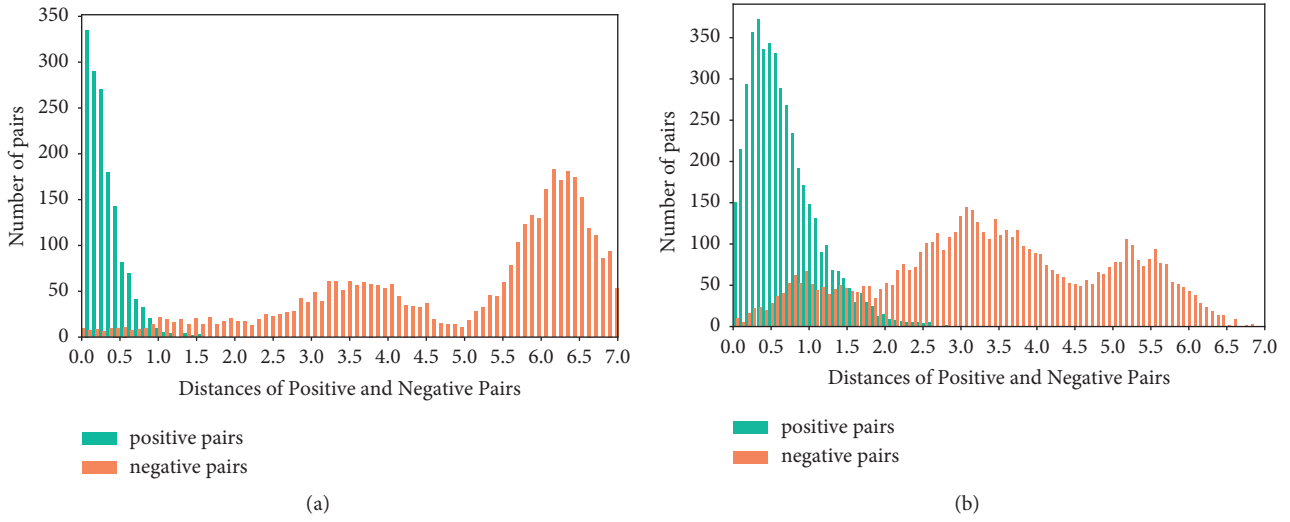 350
300
250
200
150
100
50
0
Number of pairs
0.0 0.5 1.0 1.5 2.0 2.5 3.0 3.5 4.0 4.5 5.0 5.5 6.0 6.5 7.0
Distances of Positive and Negative Pairs
positive pairs
negative pairs
(a)
350
300
250
200
150
100
50
0
Number of pairs
0.0 0.5 1.0 1.5 2.0 2.5 3.0 3.5 4.0 4.5 5.0 5.5 6.0 6.5 7.0
Distances of Positive and Negative Pairs
positive pairs
negative pairs
(b)